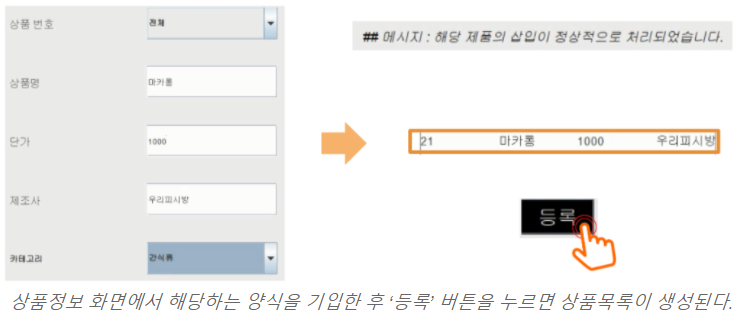 상품 번호 전체
상품명 마카롱
단가 1000
제조사 우리피시방
카테고리 간식류
## 메시지 : 해당 제품의 삽입이 정상적으로 처리되었습니다.
21 마카롱 1000 우리피시방
등록
상품정보 화면에서 해당하는 양식을 기입한 후 ‘등록’ 버튼을 누르면 상품목록이 생성된다.